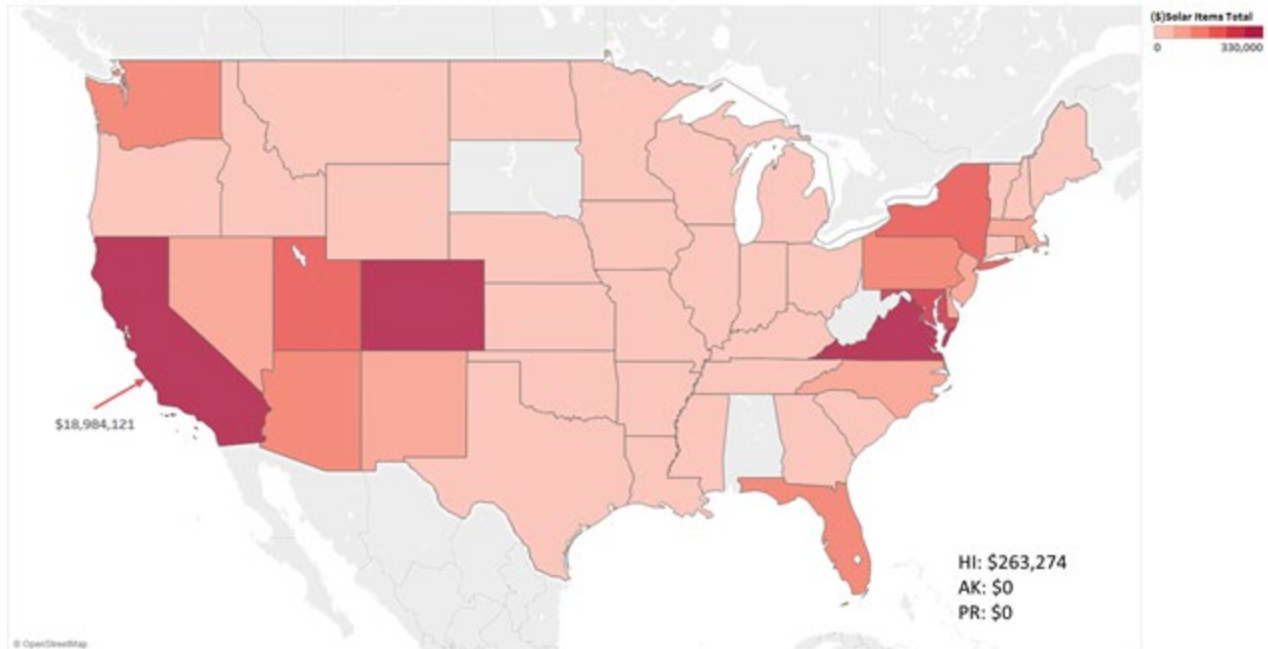 ($)Solar Items Total
0 330,000
$18,984,121
HI: $263,274
AK: $0
PR: $0
© OpenStreetMap